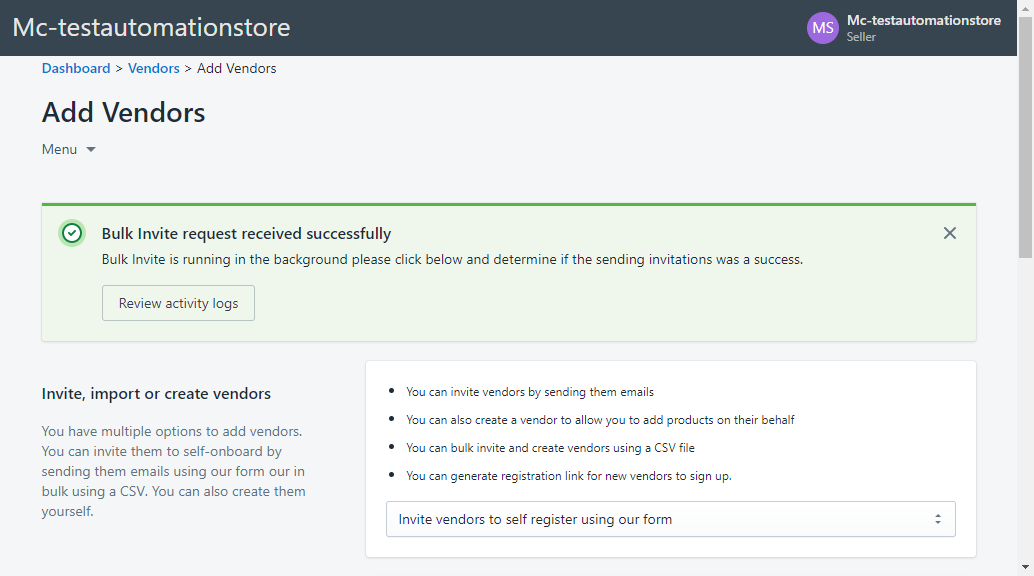 Mc-testautomationstore
MS
Mc-testautomationstore
Seller
Dashboard > Vendors > Add Vendors
Add Vendors
Menu
Bulk Invite request received successfully
Bulk Invite is running in the background please click below and determine if the sending invitations was a success.
Review activity logs
Invite, import or create vendors
You have multiple options to add vendors.
You can invite them to self-onboard by
sending them emails using our form our in
bulk using a CSV. You can also create them
yourself.
You can invite vendors by sending them emails
You can also create a vendor to allow you to add products on their behalf
You can bulk invite and create vendors using a CSV file
You can generate registration link for new vendors to sign up.
Invite vendors to self register using our form